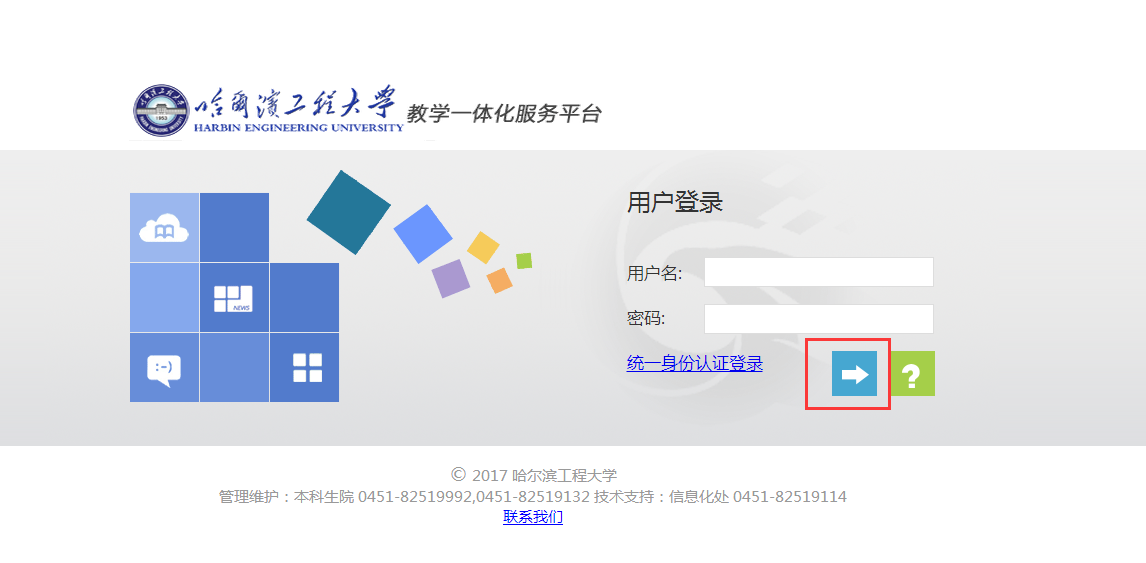 哈尔滨工程大学
HARBIN ENGINEERING UNIVERSITY
教学一体化服务平台
1953
用户登录
用户名:
NEWS
密码:
:-)
统一身份认证登录
?
© 2017 哈尔滨工程大学
管理维护：本科生院 0451-82519992,0451-82519132 技术支持：信息化处 0451-82519114
联系我们